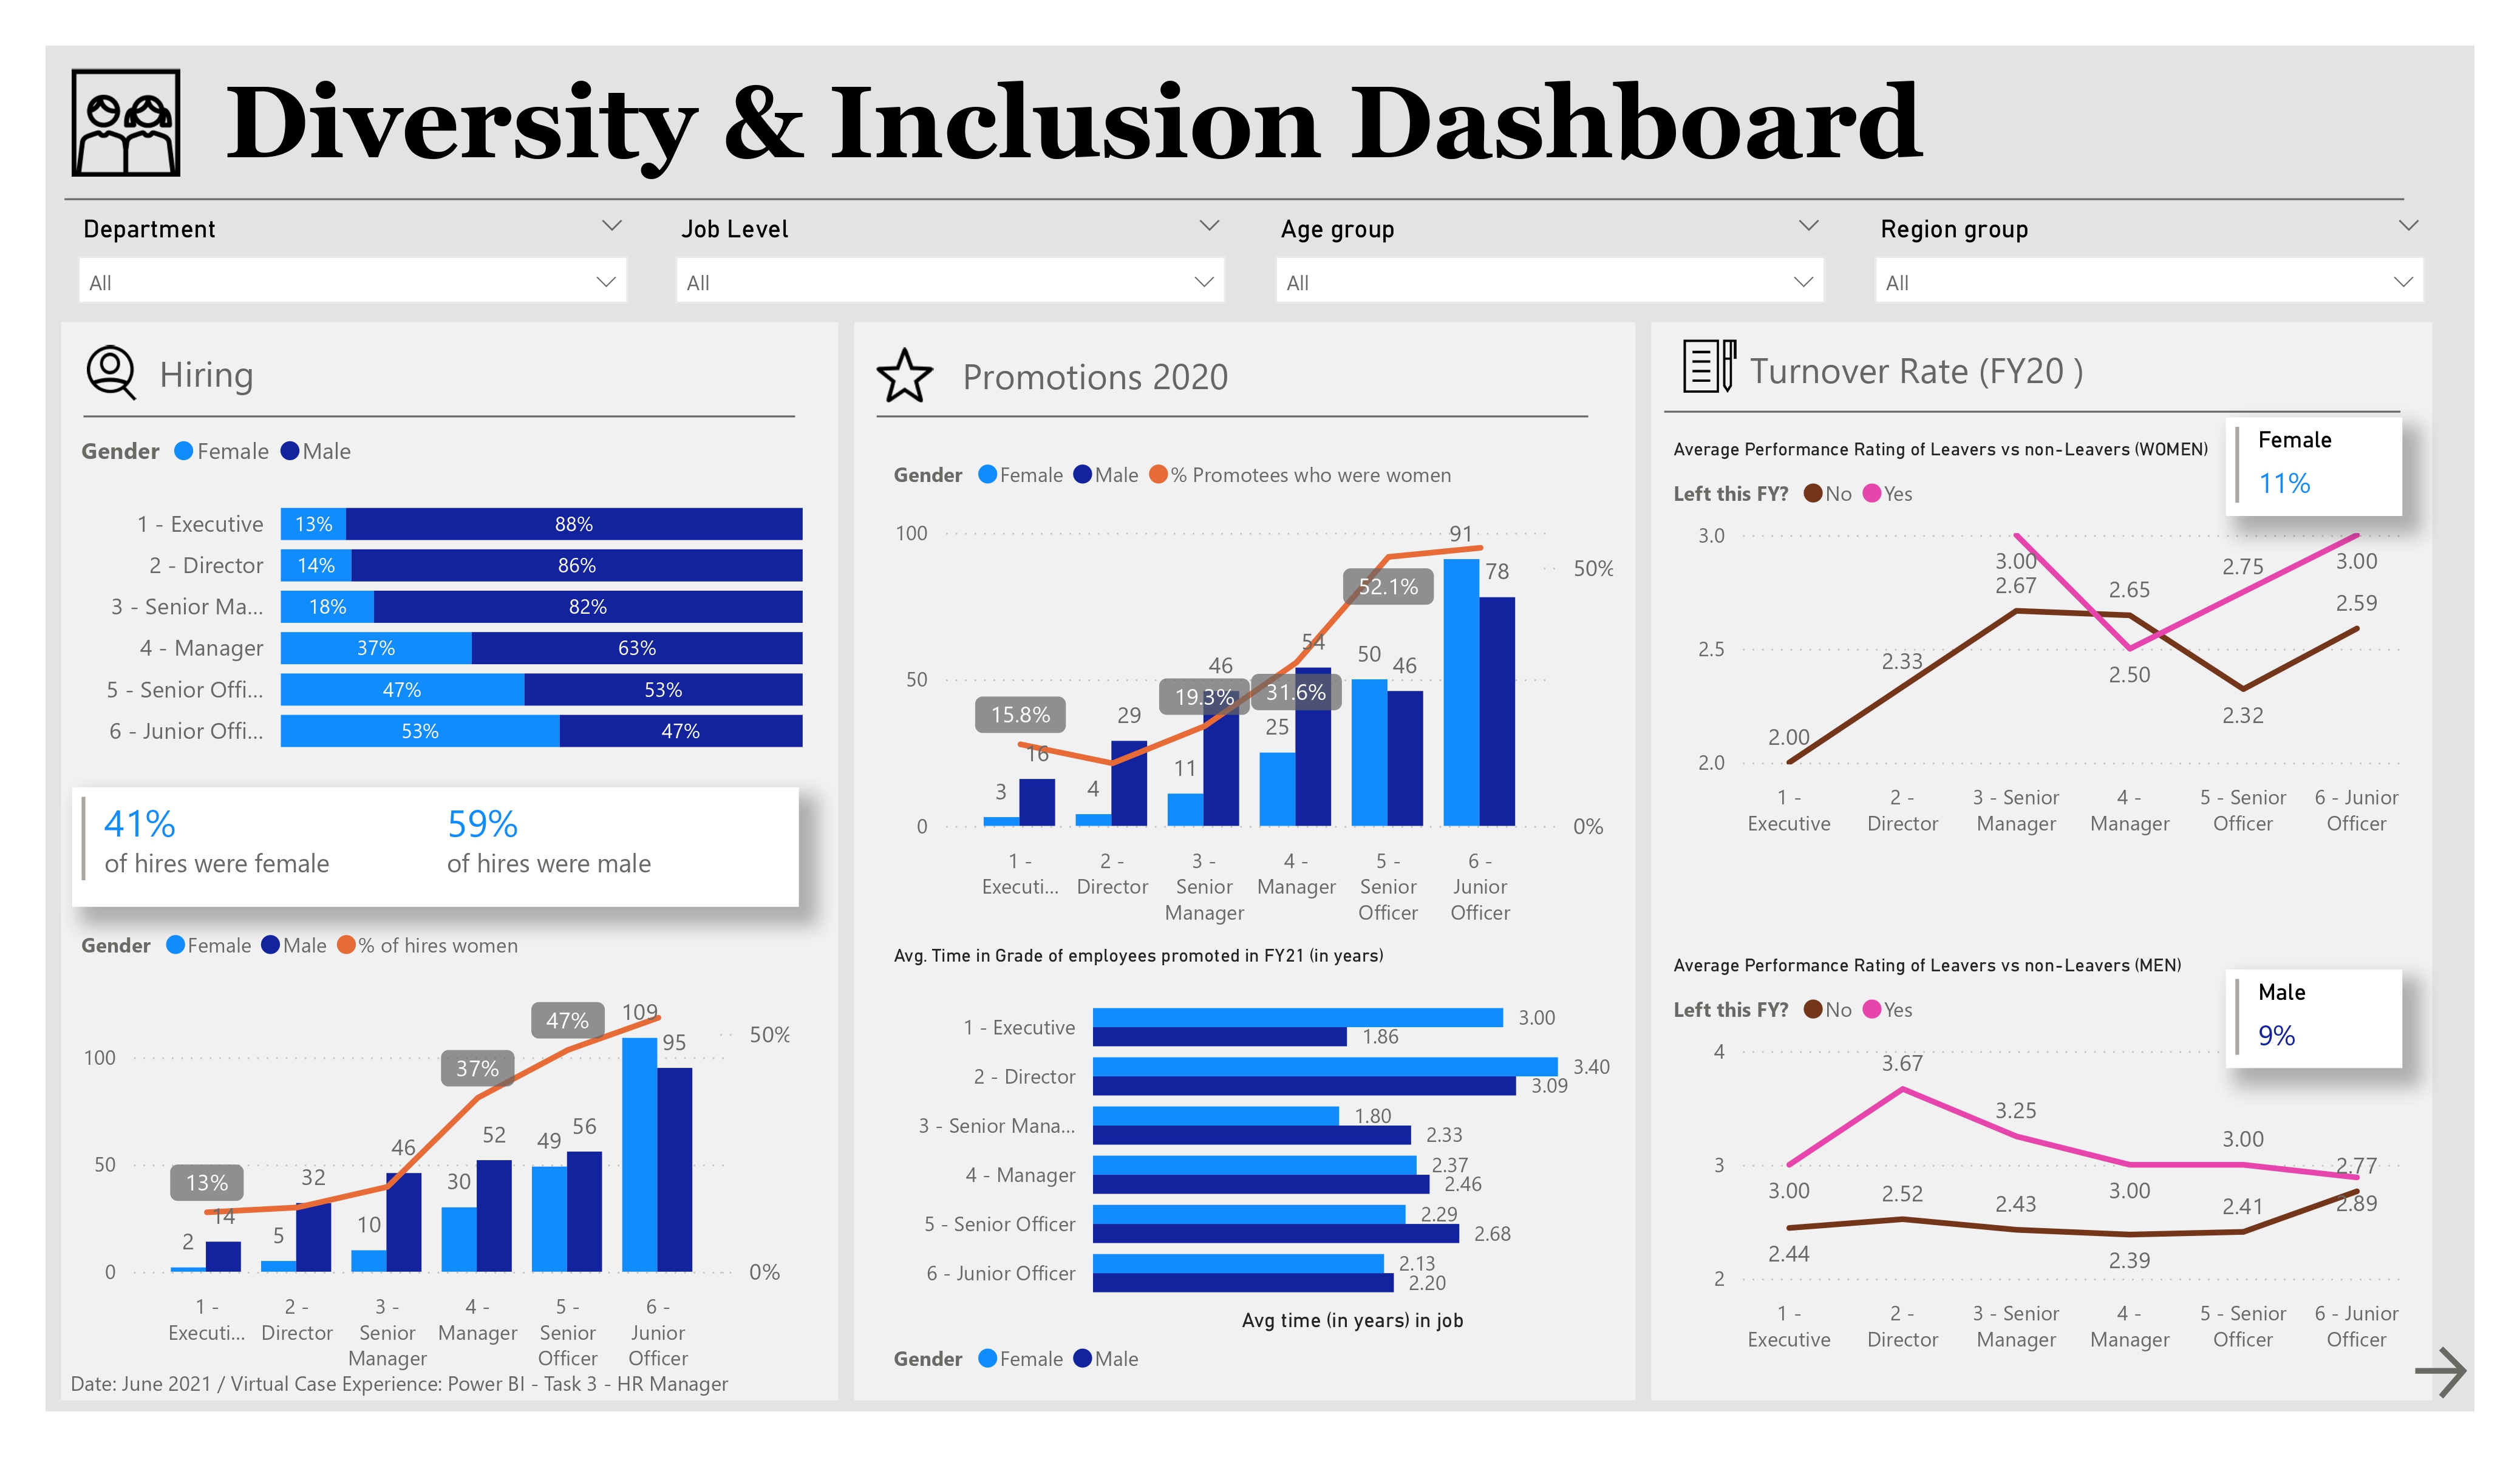 Diversity & Inclusion Dashboard
Department
Job Level
Age group
Region group
All
All
All
All
Hiring
Gender Female Male
1 - Executive 13% 88%
2 - Director 14% 86%
3 - Senior Ma... 18% 82%
4 - Manager 37% 63%
5 - Senior Offi... 47% 53%
6 - Junior Offi... 53% 47%
41% 59%
of hires were female of hires were male
Gender Female Male % of hires women
109
47%
50%
95
100
37%
56
52
49
46
50
32
30
13%
14
10
5
2
0
0%
1 - 2 - 3 - 4 - 5 - 6 -
Executi... Director Senior Manager Senior Junior
Manager Officer Officer
Date: June 2021 / Virtual Case Experience: Power BI - Task 3 - HR Manager
Promotions 2020
Gender Female Male % Promotees who were women
100
91
50%
78
52.1%
54
50
46
46
50
19.3%
31.6%
15.8%
29
25
16
11
3
4
0
0%
1 - 2 - 3 - 4 - 5 - 6 -
Executi... Director Senior Manager Senior Junior
Manager Officer Officer
Avg. Time in Grade of employees promoted in FY21 (in years)
1 - Executive 3.00
1.86
2 - Director 3.40
3.09
3 - Senior Mana... 1.80
2.33
4 - Manager 2.37
2.46
5 - Senior Officer 2.29
2.68
6 - Junior Officer 2.13
2.20
Avg time (in years) in job
Gender Female Male
Turnover Rate (FY20 )
Average Performance Rating of Leavers vs non-Leavers (WOMEN)
Female
11%
Left this FY? No Yes
3.0
3.00
2.75
3.00
2.67
2.65
2.59
2.5
2.33
2.50
2.32
2.00
2.0
1 - 2 - 3 - Senior 4 - 5 - Senior 6 - Junior
Executive Director Manager Manager Officer Officer
Average Performance Rating of Leavers vs non-Leavers (MEN)
Male
9%
Left this FY? No Yes
4
3.67
3.25
3.00
3
2.77
3.00
2.52
2.43
3.00
2.41
2.89
2.44
2.39
2
1 - 2 - 3 - Senior 4 - 5 - Senior 6 - Junior
Executive Director Manager Manager Officer Officer